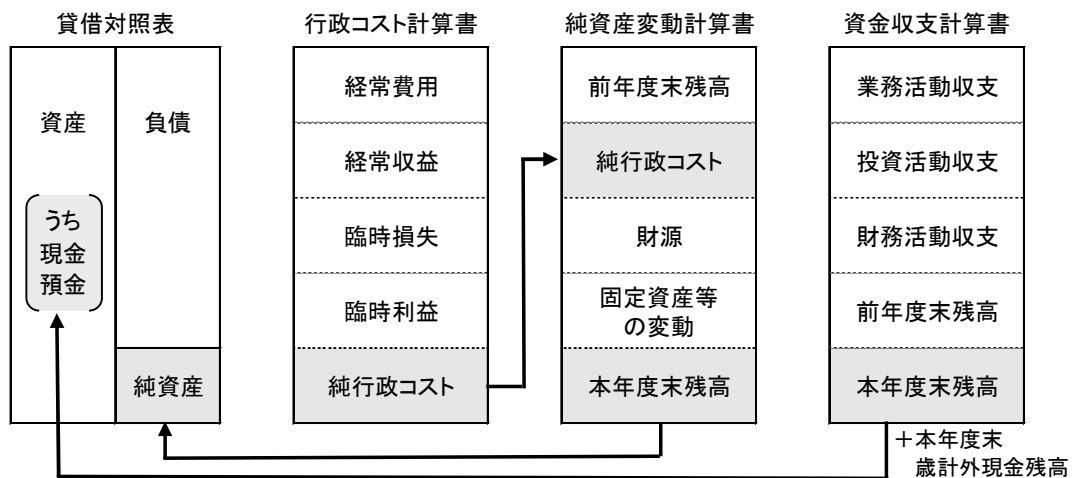 貸借対照表
資産
うち
現金
預金
負債
純資産
行政コスト計算書
経常費用
経常収益
臨時損失
臨時利益
純行政コスト
純資産変動計算書
前年度末残高
純行政コスト
財源
固定資産等
の変動
本年度末残高
資金収支計算書
業務活動収支
投資活動収支
財務活動収支
前年度末残高
本年度末残高
＋本年度末
歳計外現金残高